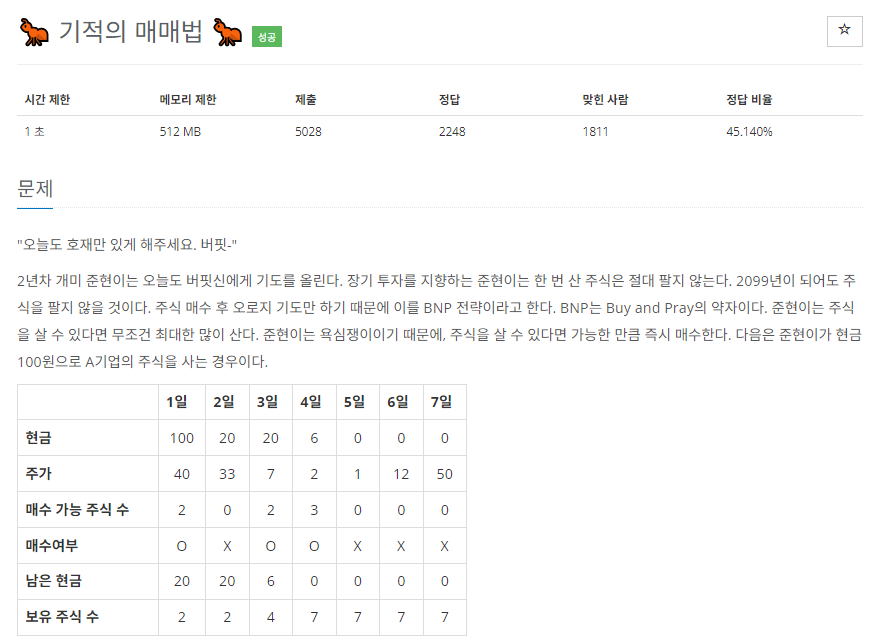 기적의 매매법 성공
시간 제한 메모리 제한 제출 정답 맞힌 사람 정답 비율
1 초 512 MB 5028 2248 1811 45.140%
문제
"오늘도 호재만 있게 해주세요. 버핏-"
2년차 개미 준현이는 오늘도 버핏신에게 기도를 올린다. 장기 투자를 지향하는 준현이는 한 번 산 주식은 절대 팔지 않는다. 2099년이 되어도 주
식을 팔지 않을 것이다. 주식 매수 후 오로지 기도만 하기 때문에 이를 BNP 전략이라고 한다. BNP는 Buy and Pray의 약자이다. 준현이는 주식
을 살 수 있다면 무조건 최대한 많이 산다. 준현이는 욕심쟁이이기 때문에, 주식을 살 수 있다면 가능한 만큼 즉시 매수한다. 다음은 준현이가 현금
100원으로 A기업의 주식을 사는 경우이다.
1일 2일 3일 4일 5일 6일 7일
현금 100 20 20 6 0 0 0
주가 40 33 7 2 1 12 50
매수 가능 주식 수 2 0 2 3 0 0 0
매수여부 O X O O X X X
남은 현금 20 20 6 0 0 0 0
보유 주식 수 2 2 4 7 7 7 7